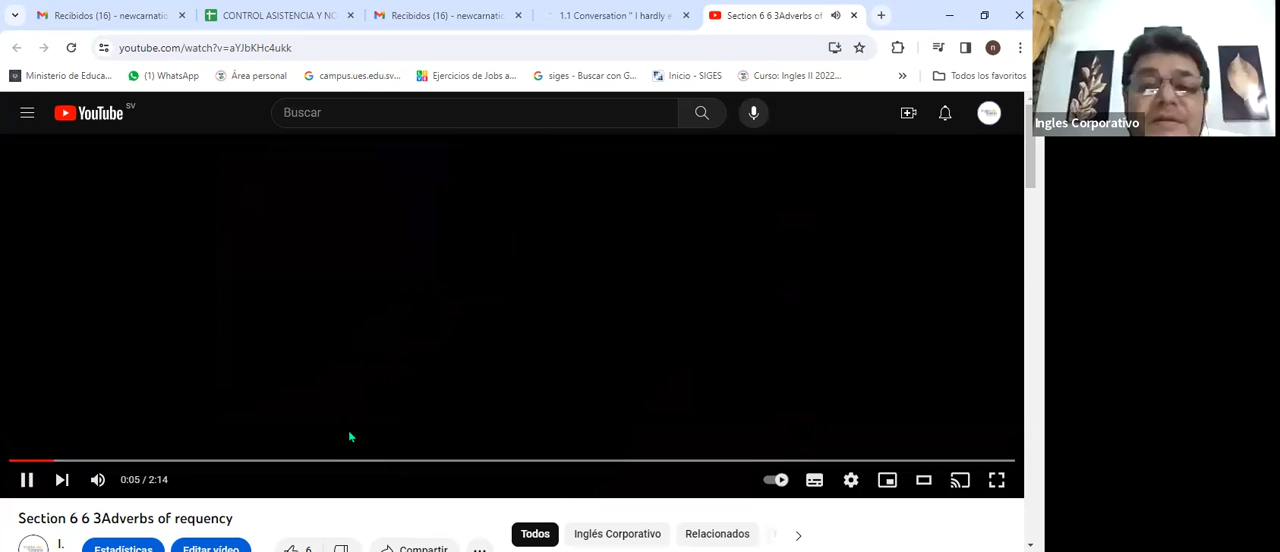 Recibidos (16) - newcarnatio
CONTROL ASISTENCIA Y NO
Recibidos (16) - newcarnatio
1.1 Conversation " I hardly e
Section 6 6 3Adverbs of r
youtube.com/watch?v=aYJbKHc4ukk
Ministerio de Educa...
(1) WhatsApp
Área personal
campus.ues.edu.sv...
Ejercicios de Jobs a...
siges - Buscar con G...
Inicio - SIGES
Curso: Ingles II 2022...
Todos los favoritos
YouTube SV
Buscar
Ingles Corporativo
0:05 / 2:14
Section 6 6 3Adverbs of requency
Todos
Inglés Corporativo
Relacionados
I.
Estadísticas
Editar vídeo
6
Compartir